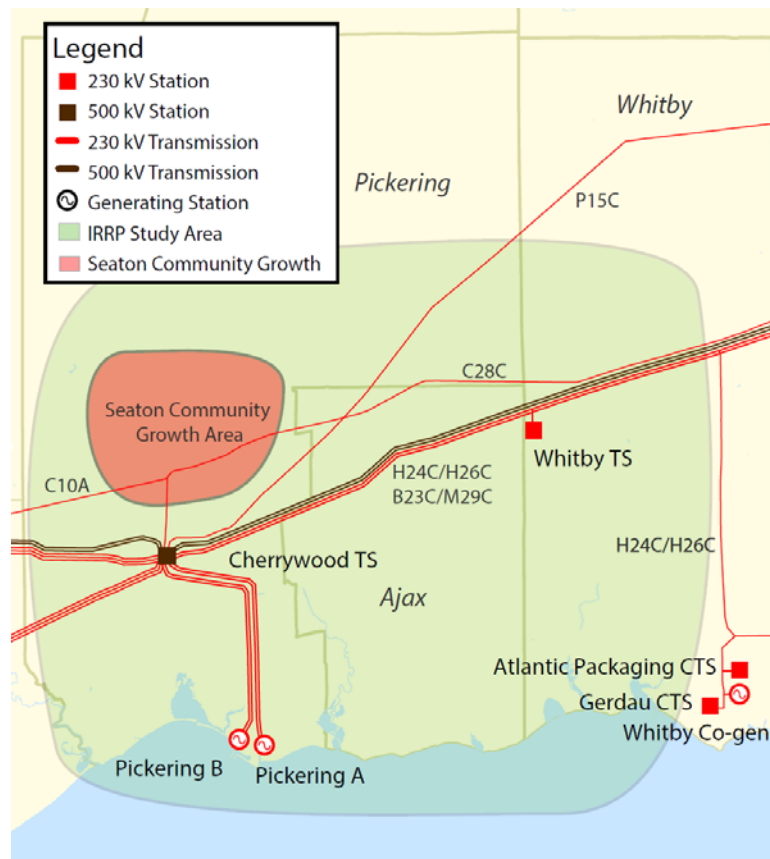 Legend
230 kV Station
500 kV Station
230 kV Transmission
500 kV Transmission
Generating Station
IRRP Study Area
Seaton Community Growth
Whitby
Pickering
P15C
C28C
Seaton Community
Growth Area
Whitby TS
H24C/H26C
B23C/M29C
C10A
H24C/H26C
Cherrywood TS
Ajax
Atlantic Packaging CTS
Gerdau CTS
Whitby Co-gen
Pickering B
Pickering A